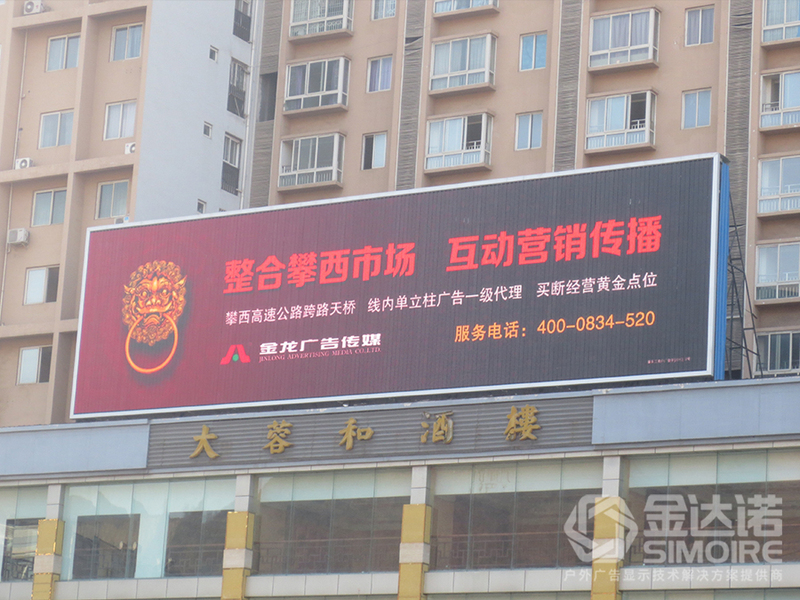 整合攀西市场 互动营销传播
攀西高速公路跨路天桥 线内单立柱广告一级代理 买断经营黄金点位
金龙广告传媒
JINLONG ADVERTISING MEDIA CO.,LTD.
服务电话：400-0834-520
大蓉和酒楼
金达诺
SIMOIRE
户外广告显示技术解决方案提供商